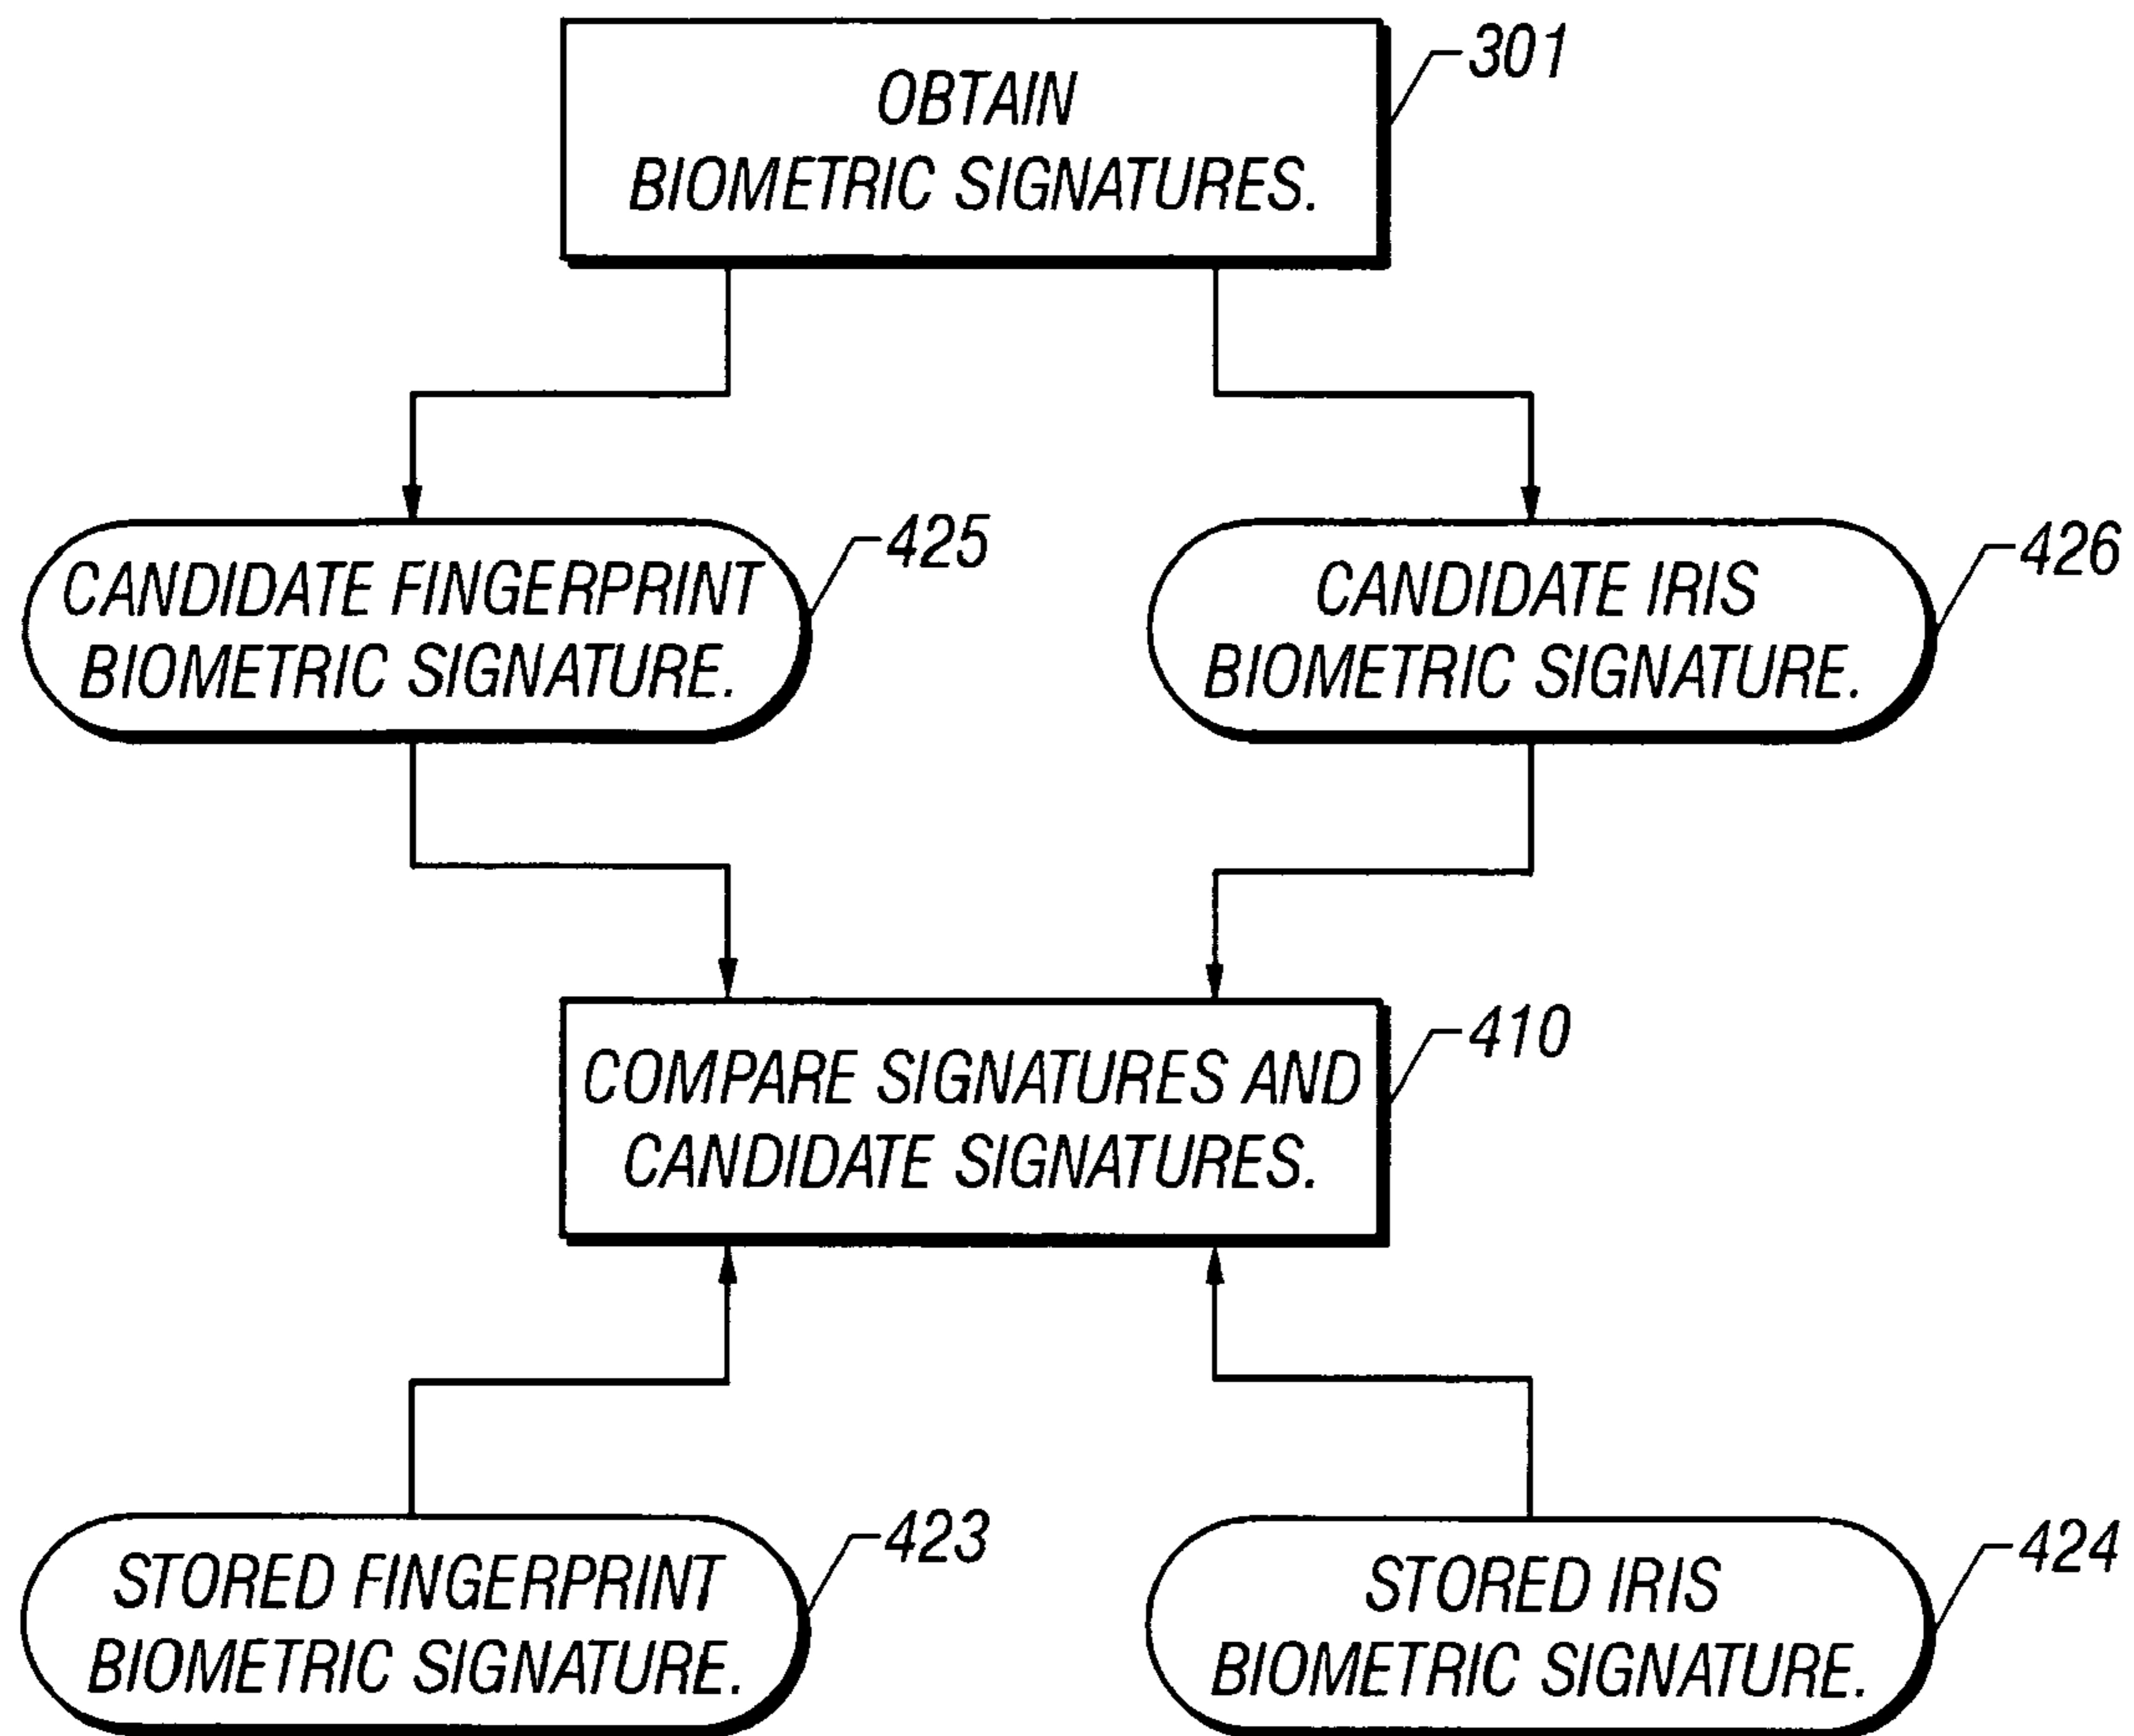 OBTAIN
BIOMETRIC SIGNATURES.
301
CANDIDATE FINGERPRINT
BIOMETRIC SIGNATURE.
425
CANDIDATE IRIS
BIOMETRIC SIGNATURE.
426
COMPARE SIGNATURES AND
CANDIDATE SIGNATURES.
410
STORED FINGERPRINT
BIOMETRIC SIGNATURE.
423
STORED IRIS
BIOMETRIC SIGNATURE.
424